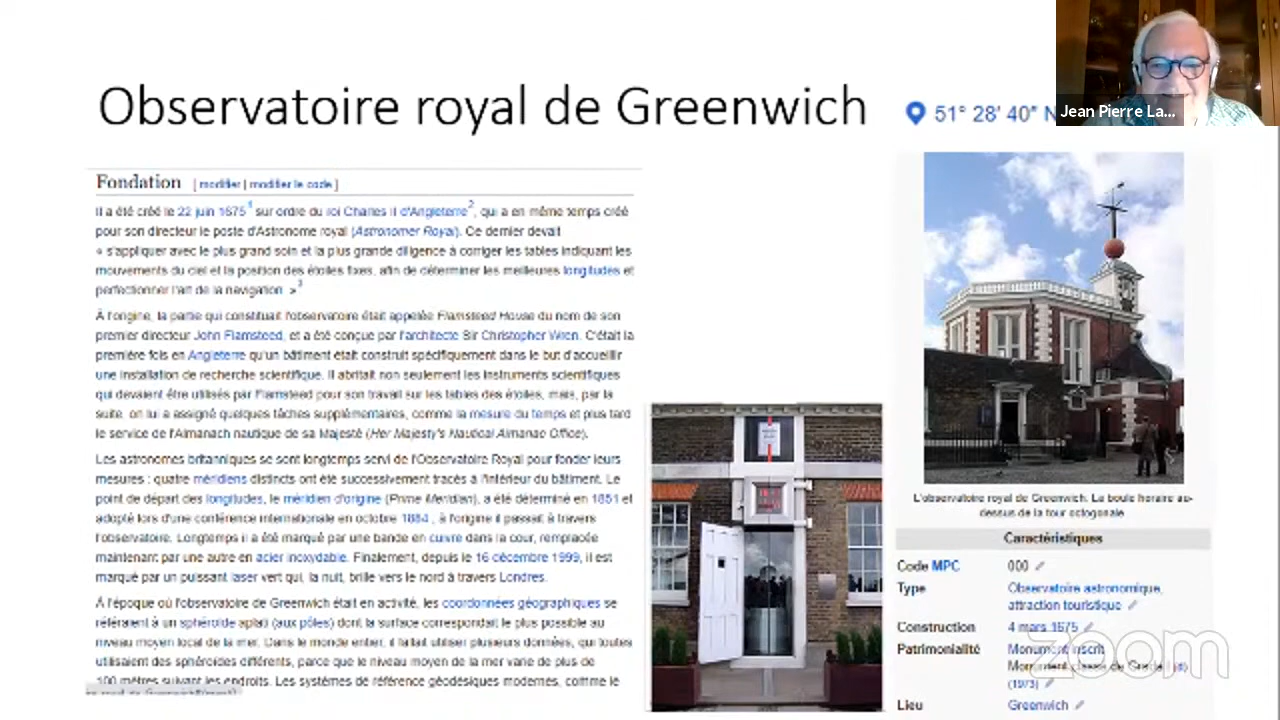 Observatoire royal de Greenwich
51° 28′ 40″ N
Jean Pierre La...
Fondation [ modifier | modifier le code ]
Il a été créé le 22 juin 1675¹ sur ordre du roi Charles II d'Angleterre², qui a en même temps créé
pour son directeur le poste d'Astronome royal (Astronomer Royal). Ce dernier devait
« s'appliquer avec le plus grand soin et la plus grande diligence à corriger les tables indiquant les
mouvements du ciel et la position des étoiles fixes, afin de déterminer les meilleures longitudes et
perfectionner l'art de la navigation. »³
À l'origine, la partie qui constituait l'observatoire était appelée Flamsteed House du nom de son
premier directeur John Flamsteed, et a été conçue par l'architecte Sir Christopher Wren. C'était la
première fois en Angleterre qu'un bâtiment était construit spécifiquement dans le but d'accueillir
une installation de recherche scientifique. Il abritait non seulement les instruments scientifiques
qui devaient être utilisés par Flamsteed pour son travail sur les tables des étoiles, mais, par la
suite, on lui a assigné quelques tâches supplémentaires, comme la mesure du temps et plus tard
le service de l'Almanach nautique de sa Majesté (Her Majesty's Nautical Almanac Office).
Les astronomes britanniques se sont longtemps servi de l'Observatoire Royal pour fonder leurs
mesures : quatre méridiens distincts ont été successivement tracés à l'intérieur du bâtiment. Le
point de départ des longitudes, le méridien d'origine (Prime Meridian), a été déterminé en 1851 et
adopté lors d'une conférence internationale en octobre 1884, à l'origine il passait à travers
l'observatoire. Longtemps il a été marqué par une bande en cuivre dans la cour, remplacée
maintenant par une autre en acier inoxydable. Finalement, depuis le 16 décembre 1999, il est
marqué par un puissant laser vert qui, la nuit, brille vers le nord à travers Londres.
À l'époque où l'observatoire de Greenwich était en activité, les coordonnées géographiques se
référaient à un sphéroïde aplati (aux pôles) dont la surface correspondait le plus possible au
niveau moyen local de la mer. Dans le monde entier, il fallait utiliser plusieurs données, qui toutes
utilisaient des sphéroïdes différents, parce que le niveau moyen de la mer varie de plus de
100 mètres suivant les endroits. Les systèmes de référence géodésiques modernes, comme le
L'observatoire royal de Greenwich. La boule horaire au-
dessus de la tour octogonale
Caractéristiques
Code MPC 000
Type Observatoire astronomique,
attraction touristique
Construction 4 mars 1675
Patrimonialité Monument inscrit
Monument classé de Grade I
(1973)
Lieu Greenwich
zoom